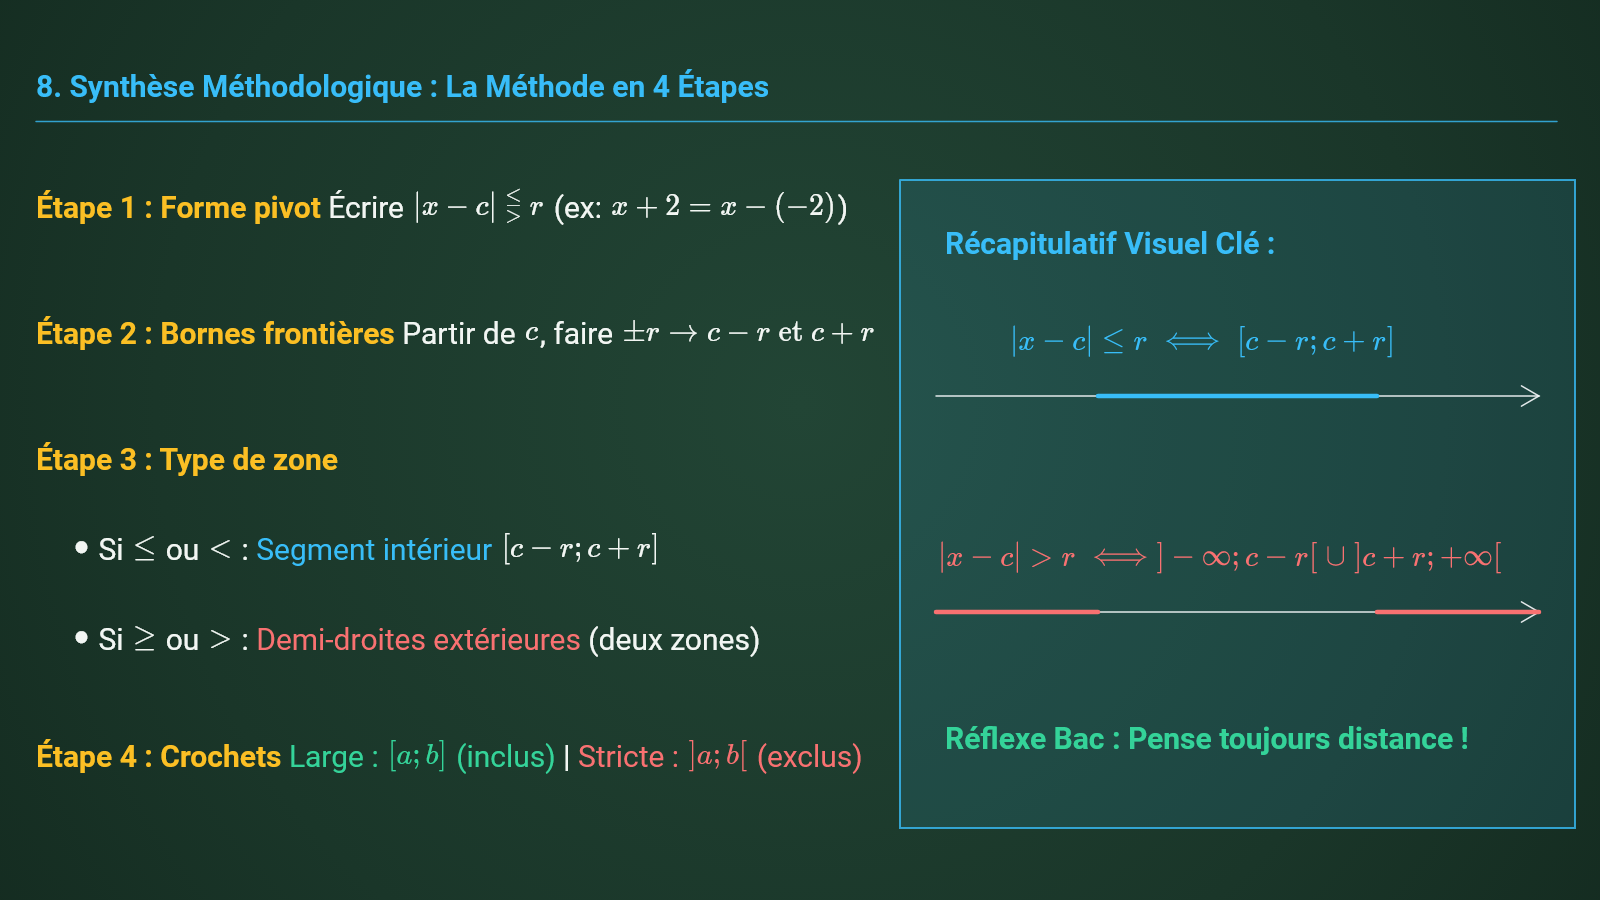 8. Synthèse Méthodologique : La Méthode en 4 Étapes
Étape 1 : Forme pivot Écrire |x − c| ⋚ r (ex: x + 2 = x − (−2))
Étape 2 : Bornes frontières Partir de c, faire ±r → c − r et c + r
Étape 3 : Type de zone
• Si ≤ ou < : Segment intérieur [c − r; c + r]
• Si ≥ ou > : Demi-droites extérieures (deux zones)
Étape 4 : Crochets Large : [a; b] (inclus) | Stricte : ]a; b[ (exclus)
Récapitulatif Visuel Clé :
|x − c| ≤ r ⟺ [c − r; c + r]
|x − c| > r ⟺ ] − ∞; c − r[ ∪ ]c + r; +∞[
Réflexe Bac : Pense toujours distance !